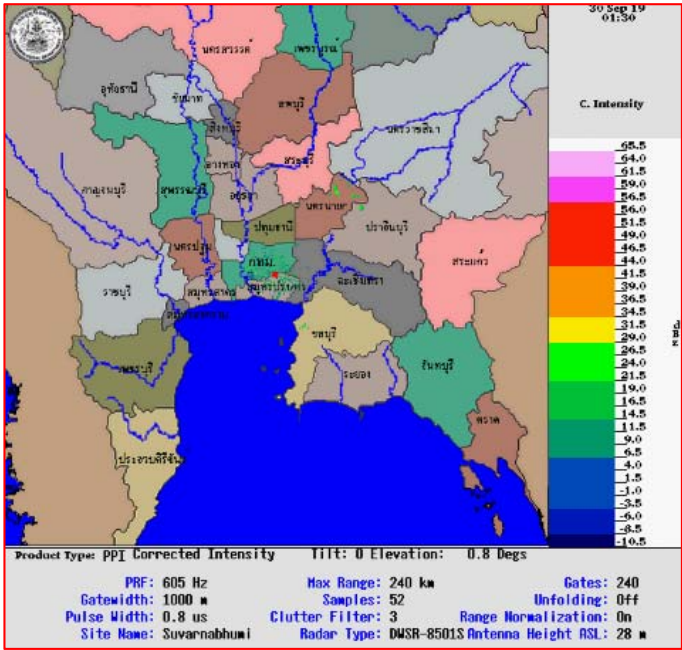 30 Sep 19
01:30
C. Intensity
นครสวรรค์
เพชรบูรณ์
อุทัยธานี
ชัยนาท
ลพบุรี
สิงห์บุรี
นครราชสีมา
อ่างทอง
สระบุรี
กาญจนบุรี
สุพรรณบุรี
อยุธยา
นครนายก
ปราจีนบุรี
ปทุมธานี
นครปฐม
สระแก้ว
กทม.
ฉะเชิงเทรา
ราชบุรี
สมุทรสาคร
สมุทรปราการ
สมุทรสงคราม
ชลบุรี
เพชรบุรี
ระยอง
จันทบุรี
ตราด
ประจวบคีรีขันธ์
65.5
64.0
61.5
59.0
56.5
56.0
51.5
49.0
46.5
44.0
41.5
39.0
36.5
34.0
31.5
29.0
26.5
24.0
21.5
19.0
16.5
14.5
11.5
9.0
6.5
4.0
1.5
-1.0
-3.5
-6.0
-8.5
-10.5
dBz
Product Type: PPI Corrected Intensity Tilt: 0 Elevation: 0.8 Degs
PRF: 605 Hz Max Range: 240 km Gates: 240
Gatewidth: 1000 m Samples: 52 Unfolding: Off
Pulse Width: 0.8 us Clutter Filter: 3 Range Normalization: On
Site Name: Suvarnabhumi Radar Type: DWSR-8501S Antenna Height ASL: 28 m